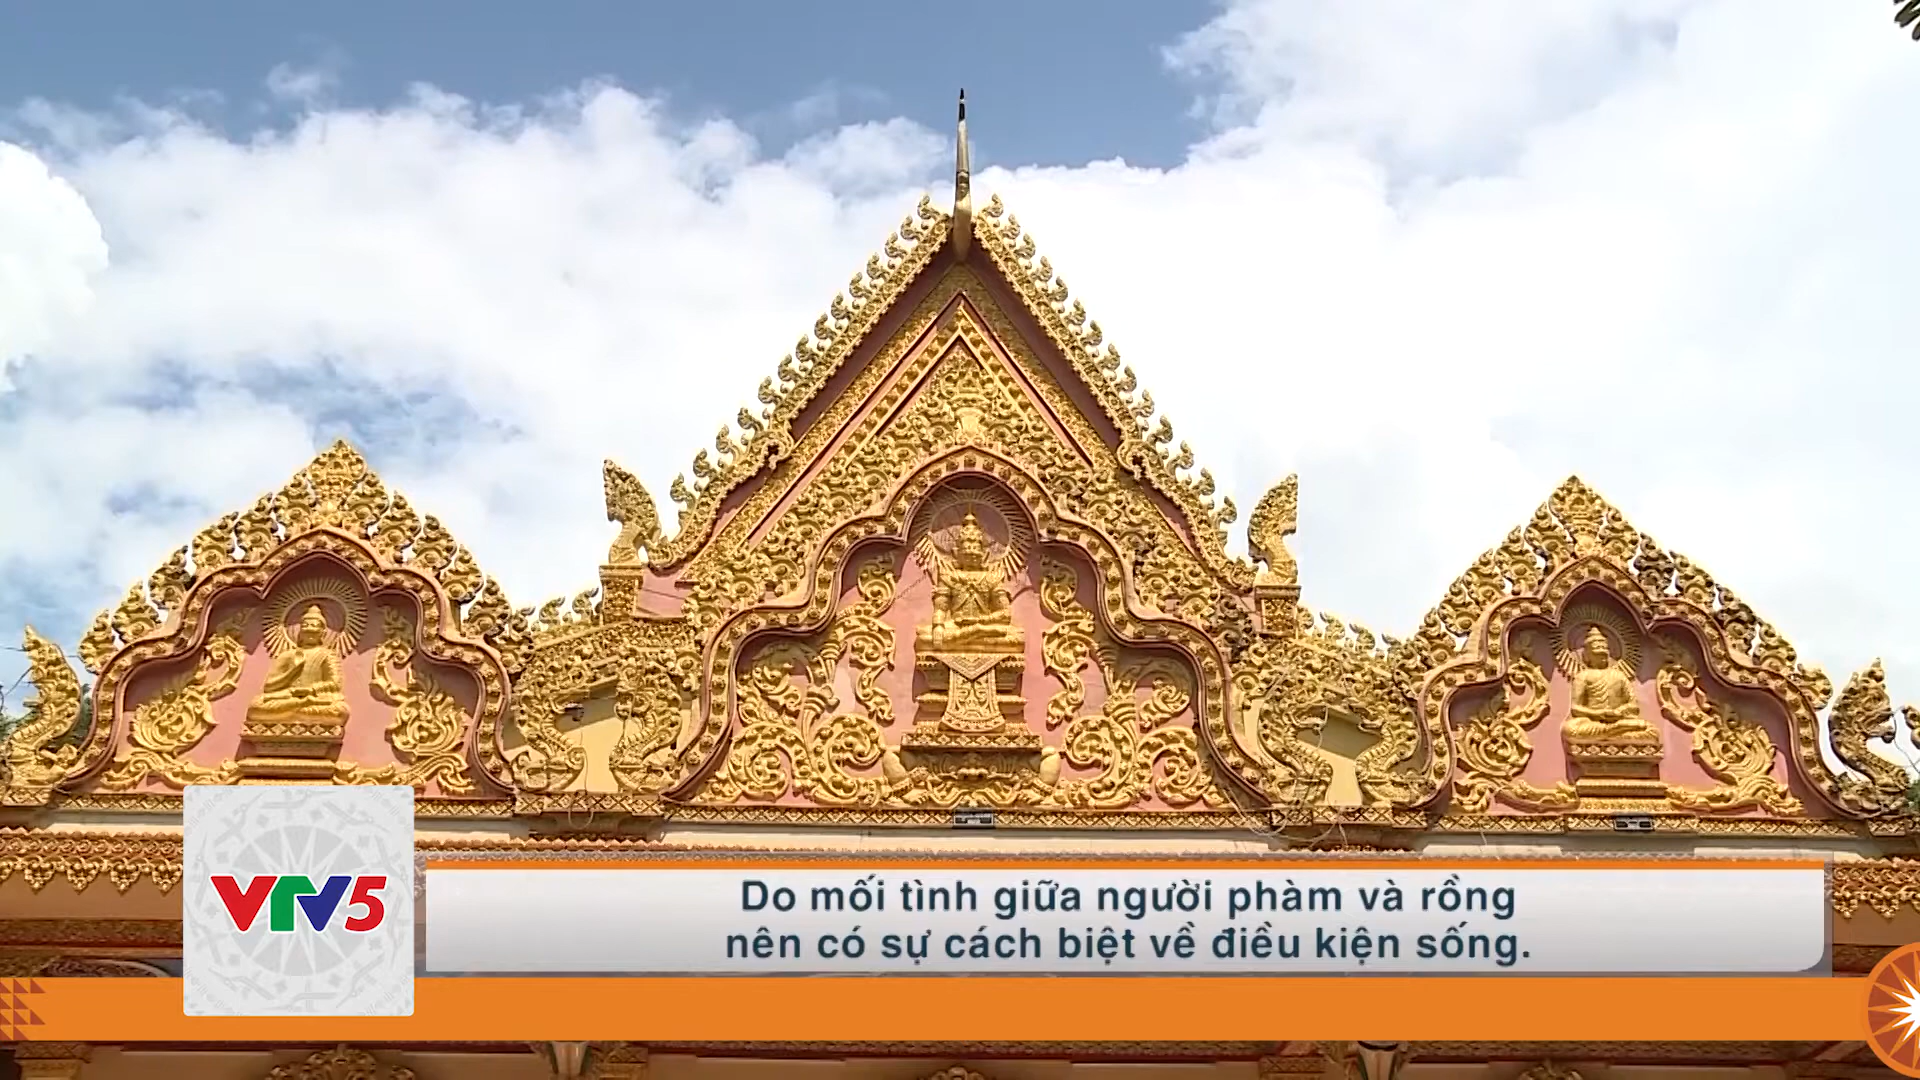 VTV5
Do mối tình giữa người phàm và rồng
nên có sự cách biệt về điều kiện sống.